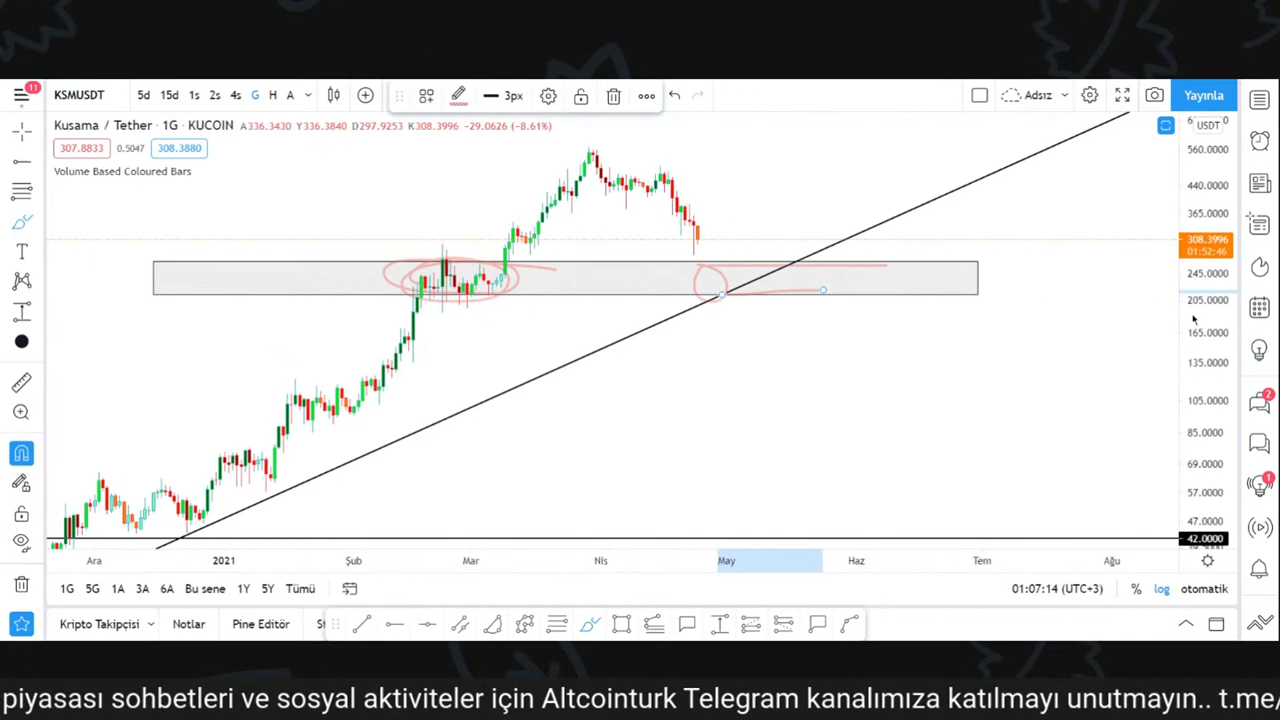 11
KSMUSDT
5d 15d 1s 2s 4s G H A
3px
Adsız
Yayınla
Kusama / Tether · 1G · KUCOIN A336.3430 Y336.3840 D297.9253 K308.3996 −29.0626 (−8.61%)
USDT
307.8833 0.5047 308.3880
Volume Based Coloured Bars
560.0000
440.0000
365.0000
308.3996
01:52:46
245.0000
205.0000
165.0000
135.0000
105.0000
85.0000
69.0000
57.0000
47.0000
42.0000
2
1
Ara 2021 Şub Mar Nis May Haz Tem Ağu
1G 5G 1A 3A 6A Bu sene 1Y 5Y Tümü
01:07:14 (UTC+3) % log otomatik
Kripto Takipçisi Notlar Pine Editör
piyasası sohbetleri ve sosyal aktiviteler için Altcointurk Telegram kanalımıza katılmayı unutmayın.. t.me/